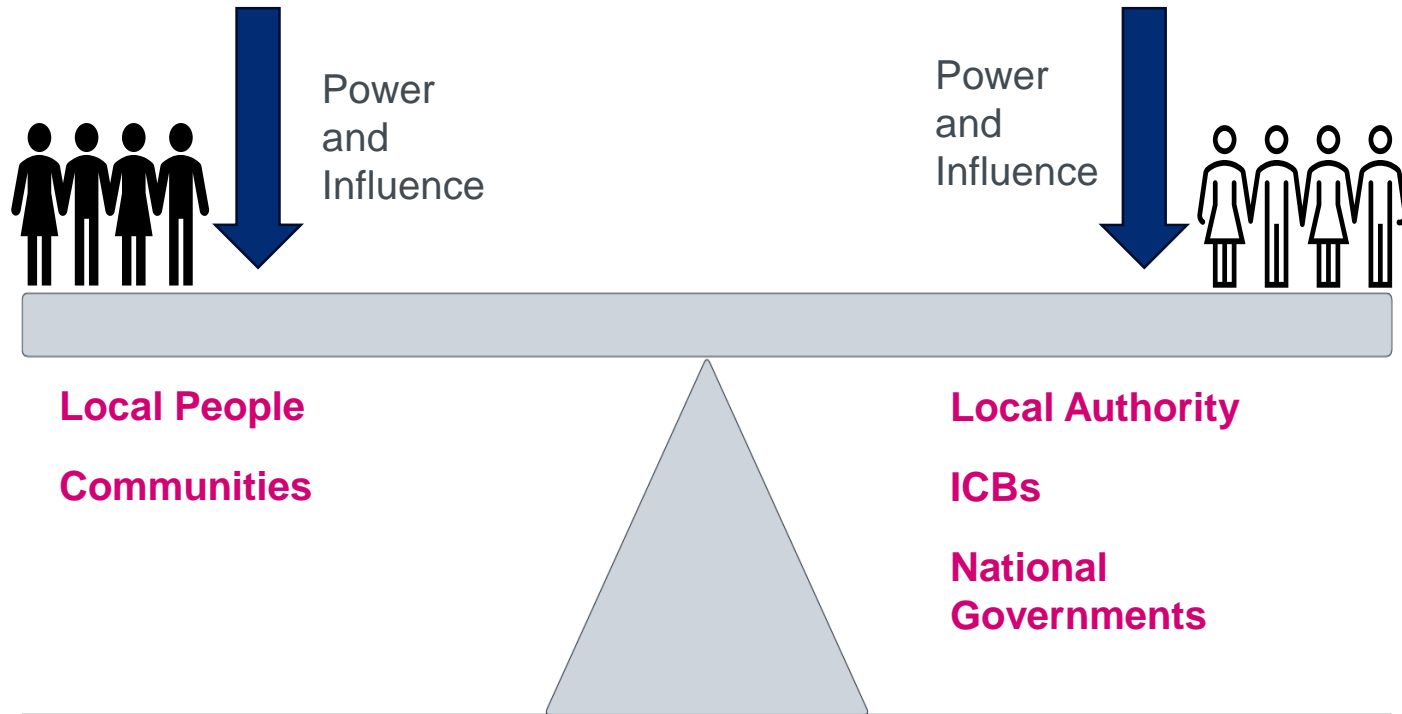 Power
and
Influence
Power
and
Influence
Local People
Communities
Local Authority
ICBs
National
Governments